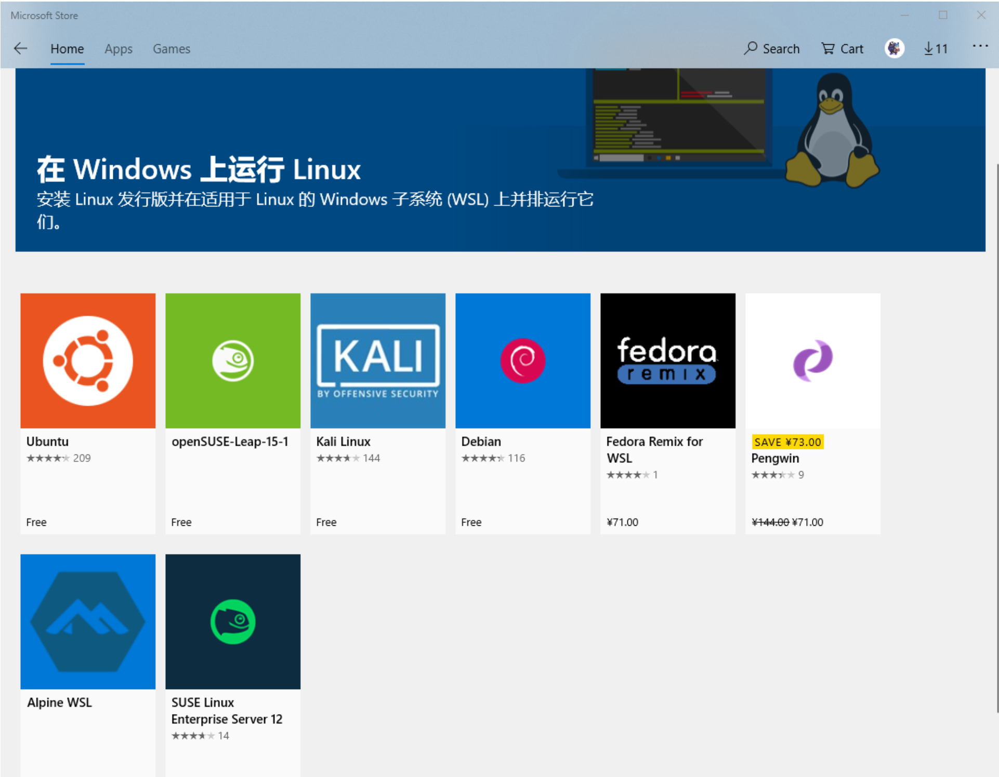 Microsoft Store
Home Apps Games Search Cart 11
在 Windows 上运行 Linux
安装 Linux 发行版并在适用于 Linux 的 Windows 子系统 (WSL) 上并排运行它
们。
KALI
BY OFFENSIVE SECURITY
fedora
remix
Ubuntu
209
Free
openSUSE-Leap-15-1
Free
Kali Linux
144
Free
Debian
116
Free
Fedora Remix for
WSL
1
¥71.00
SAVE ¥73.00
Pengwin
9
¥144.00 ¥71.00
Alpine WSL
SUSE Linux
Enterprise Server 12
14